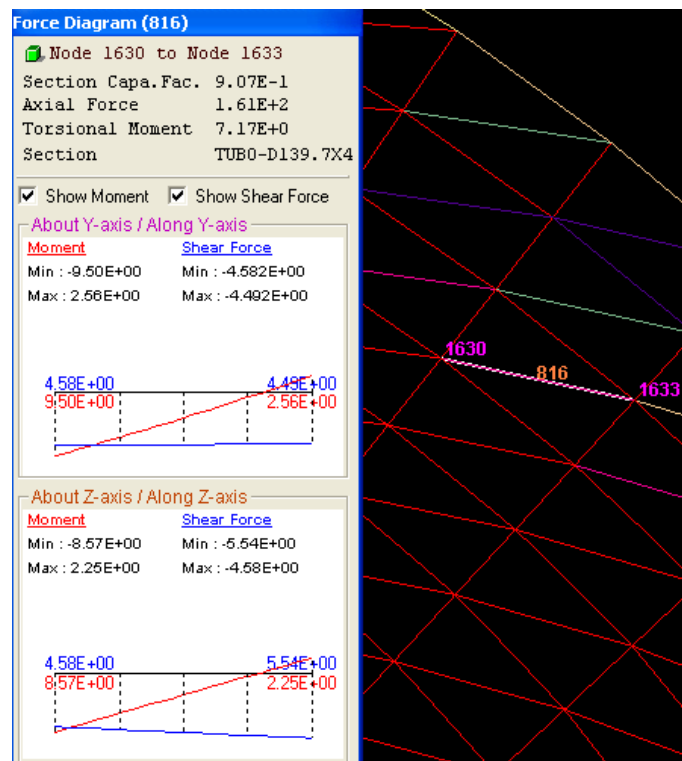 Force Diagram (816)
Node 1630 to Node 1633
Section Capa.Fac. 9.07E-1
Axial Force 1.61E+2
Torsional Moment 7.17E+0
Section TUBO-D139.7X4
Show Moment Show Shear Force
About Y-axis / Along Y-axis
Moment Shear Force
Min : -9.50E+00 Min : -4.582E+00
Max : 2.56E+00 Max : -4.492E+00
4.58E+00 4.49E+00
9.50E+00 2.56E+00
About Z-axis / Along Z-axis
Moment Shear Force
Min : -8.57E+00 Min : -5.54E+00
Max : 2.25E+00 Max : -4.58E+00
4.58E+00 5.54E+00
8.57E+00 2.25E+00
1630
816
1633